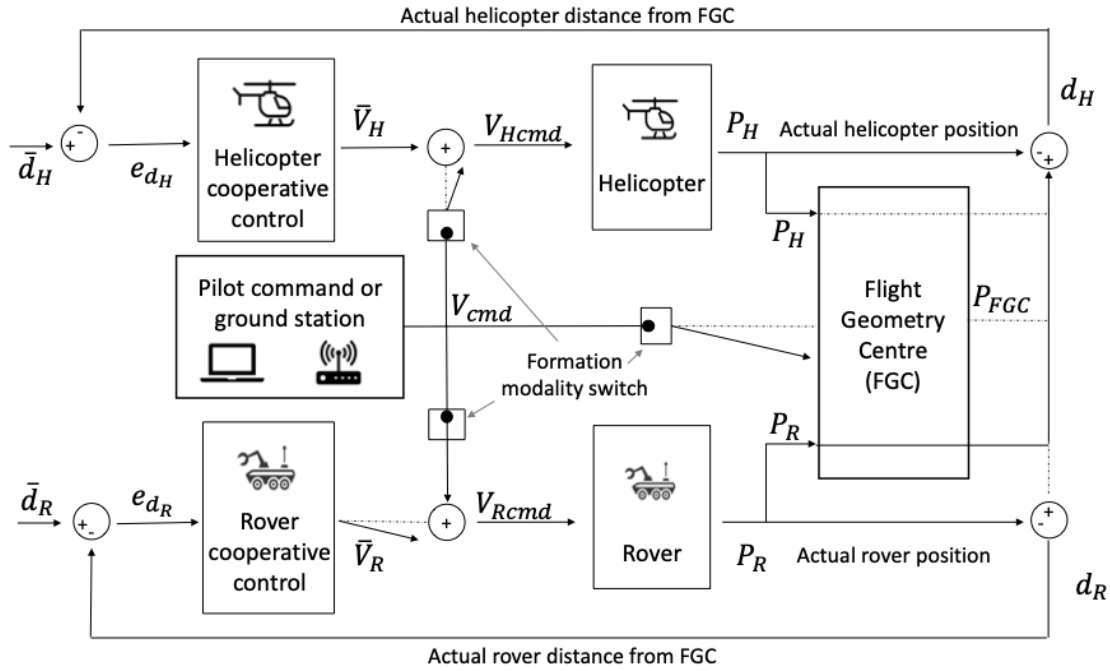 Actual helicopter distance from FGC
-
+
d̄_H
e_{d_H}
Helicopter
cooperative
control
V̄_H
+
V_{Hcmd}
Helicopter
P_H
Actual helicopter position
d_H
-
+
P_H
Pilot command or
ground station
V_{cmd}
Formation
modality switch
Flight
Geometry
Centre
(FGC)
P_{FGC}
P_R
d̄_R
+
-
e_{d_R}
Rover
cooperative
control
V̄_R
+
V_{Rcmd}
Rover
P_R
Actual rover position
+
-
d_R
Actual rover distance from FGC